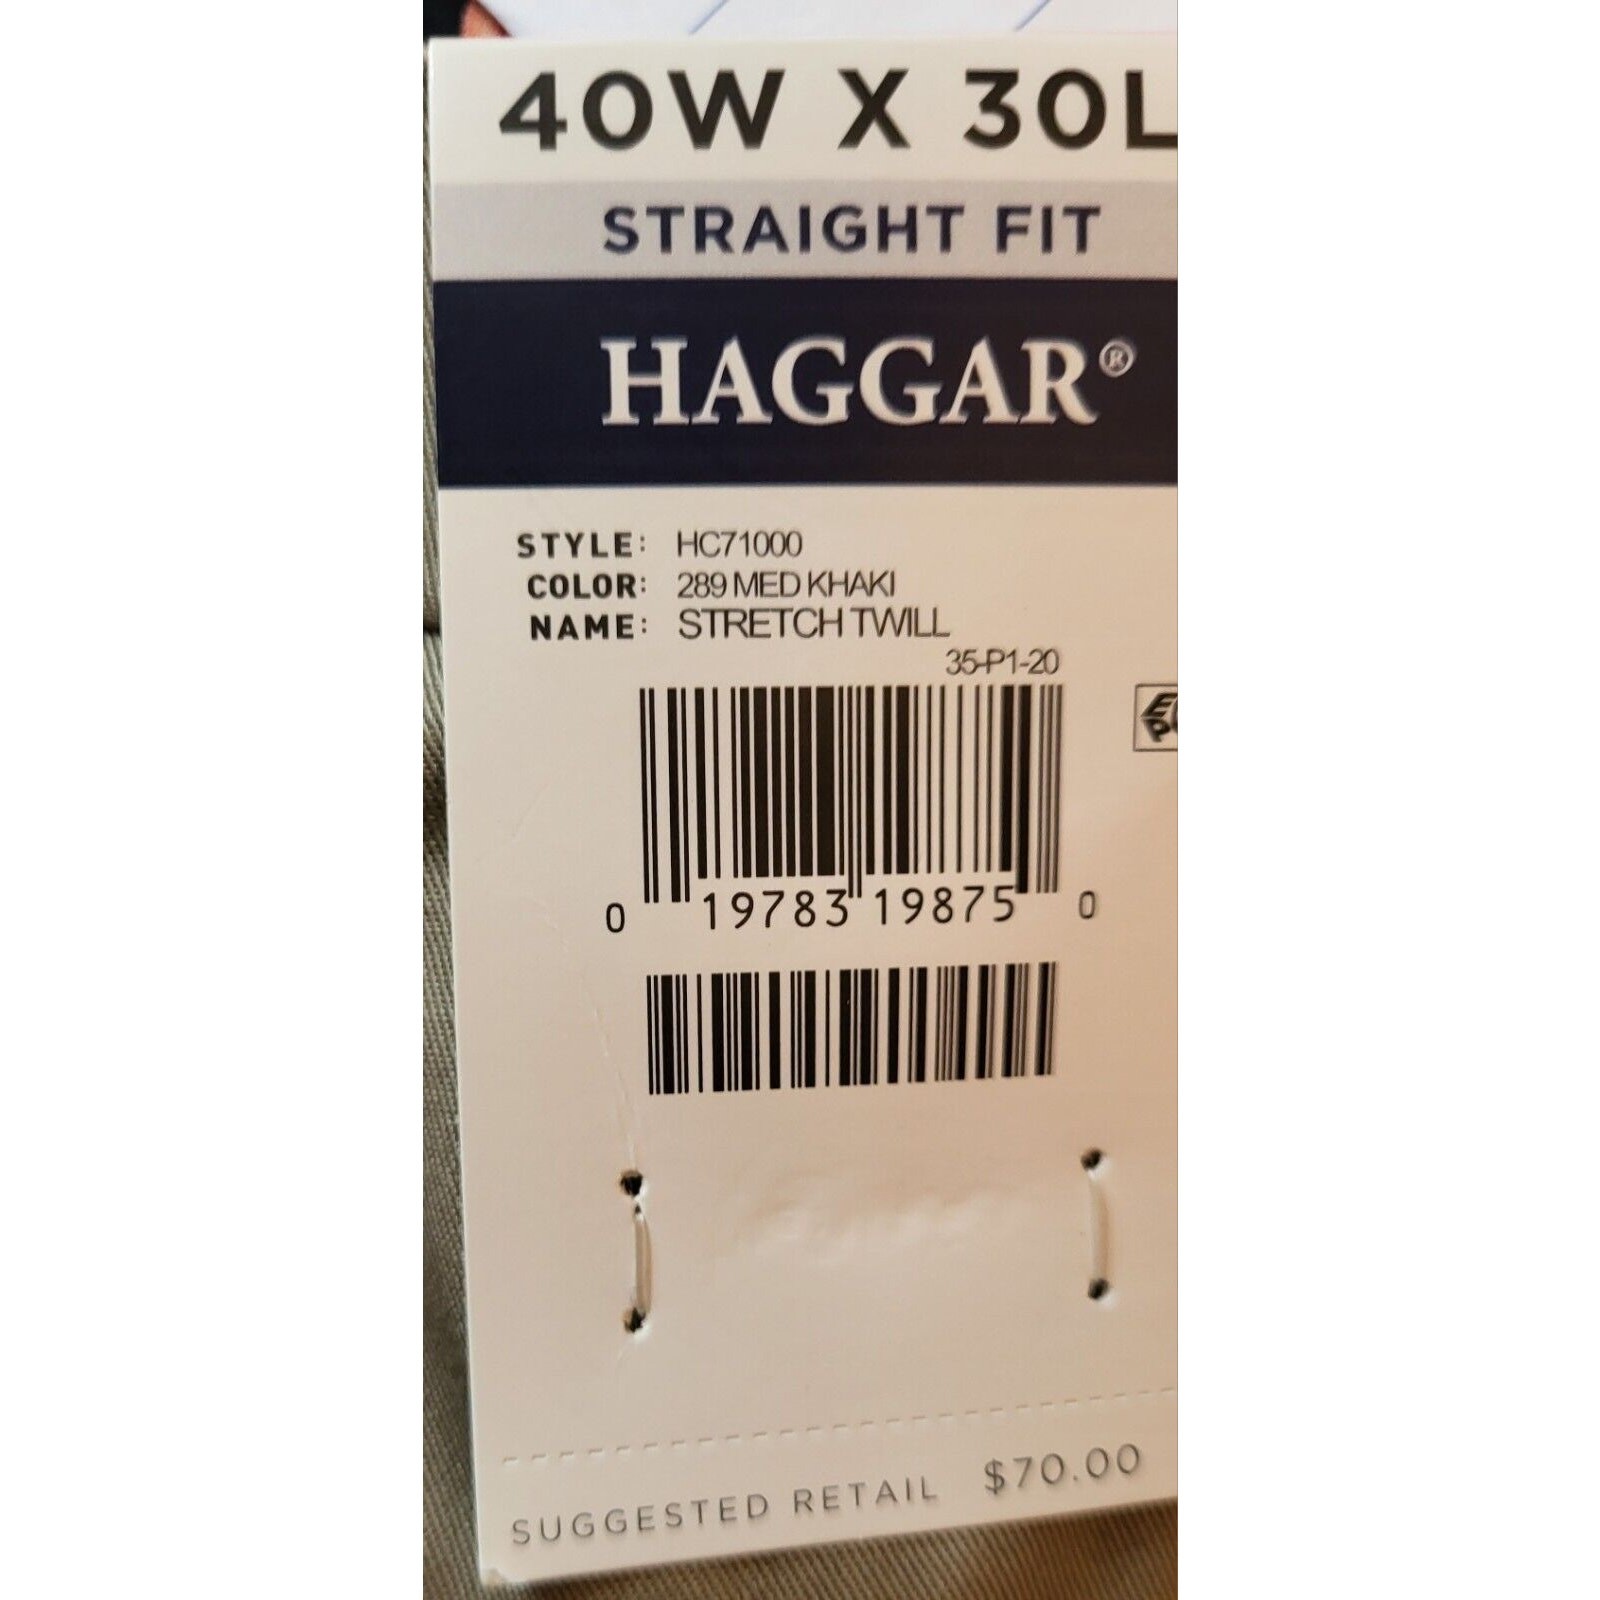 40W X 30L
STRAIGHT FIT
HAGGAR®
STYLE: HC71000
COLOR: 289 MED KHAKI
NAME: STRETCH TWILL
35-P1-20
0 19783 19875 0
SUGGESTED RETAIL $70.00